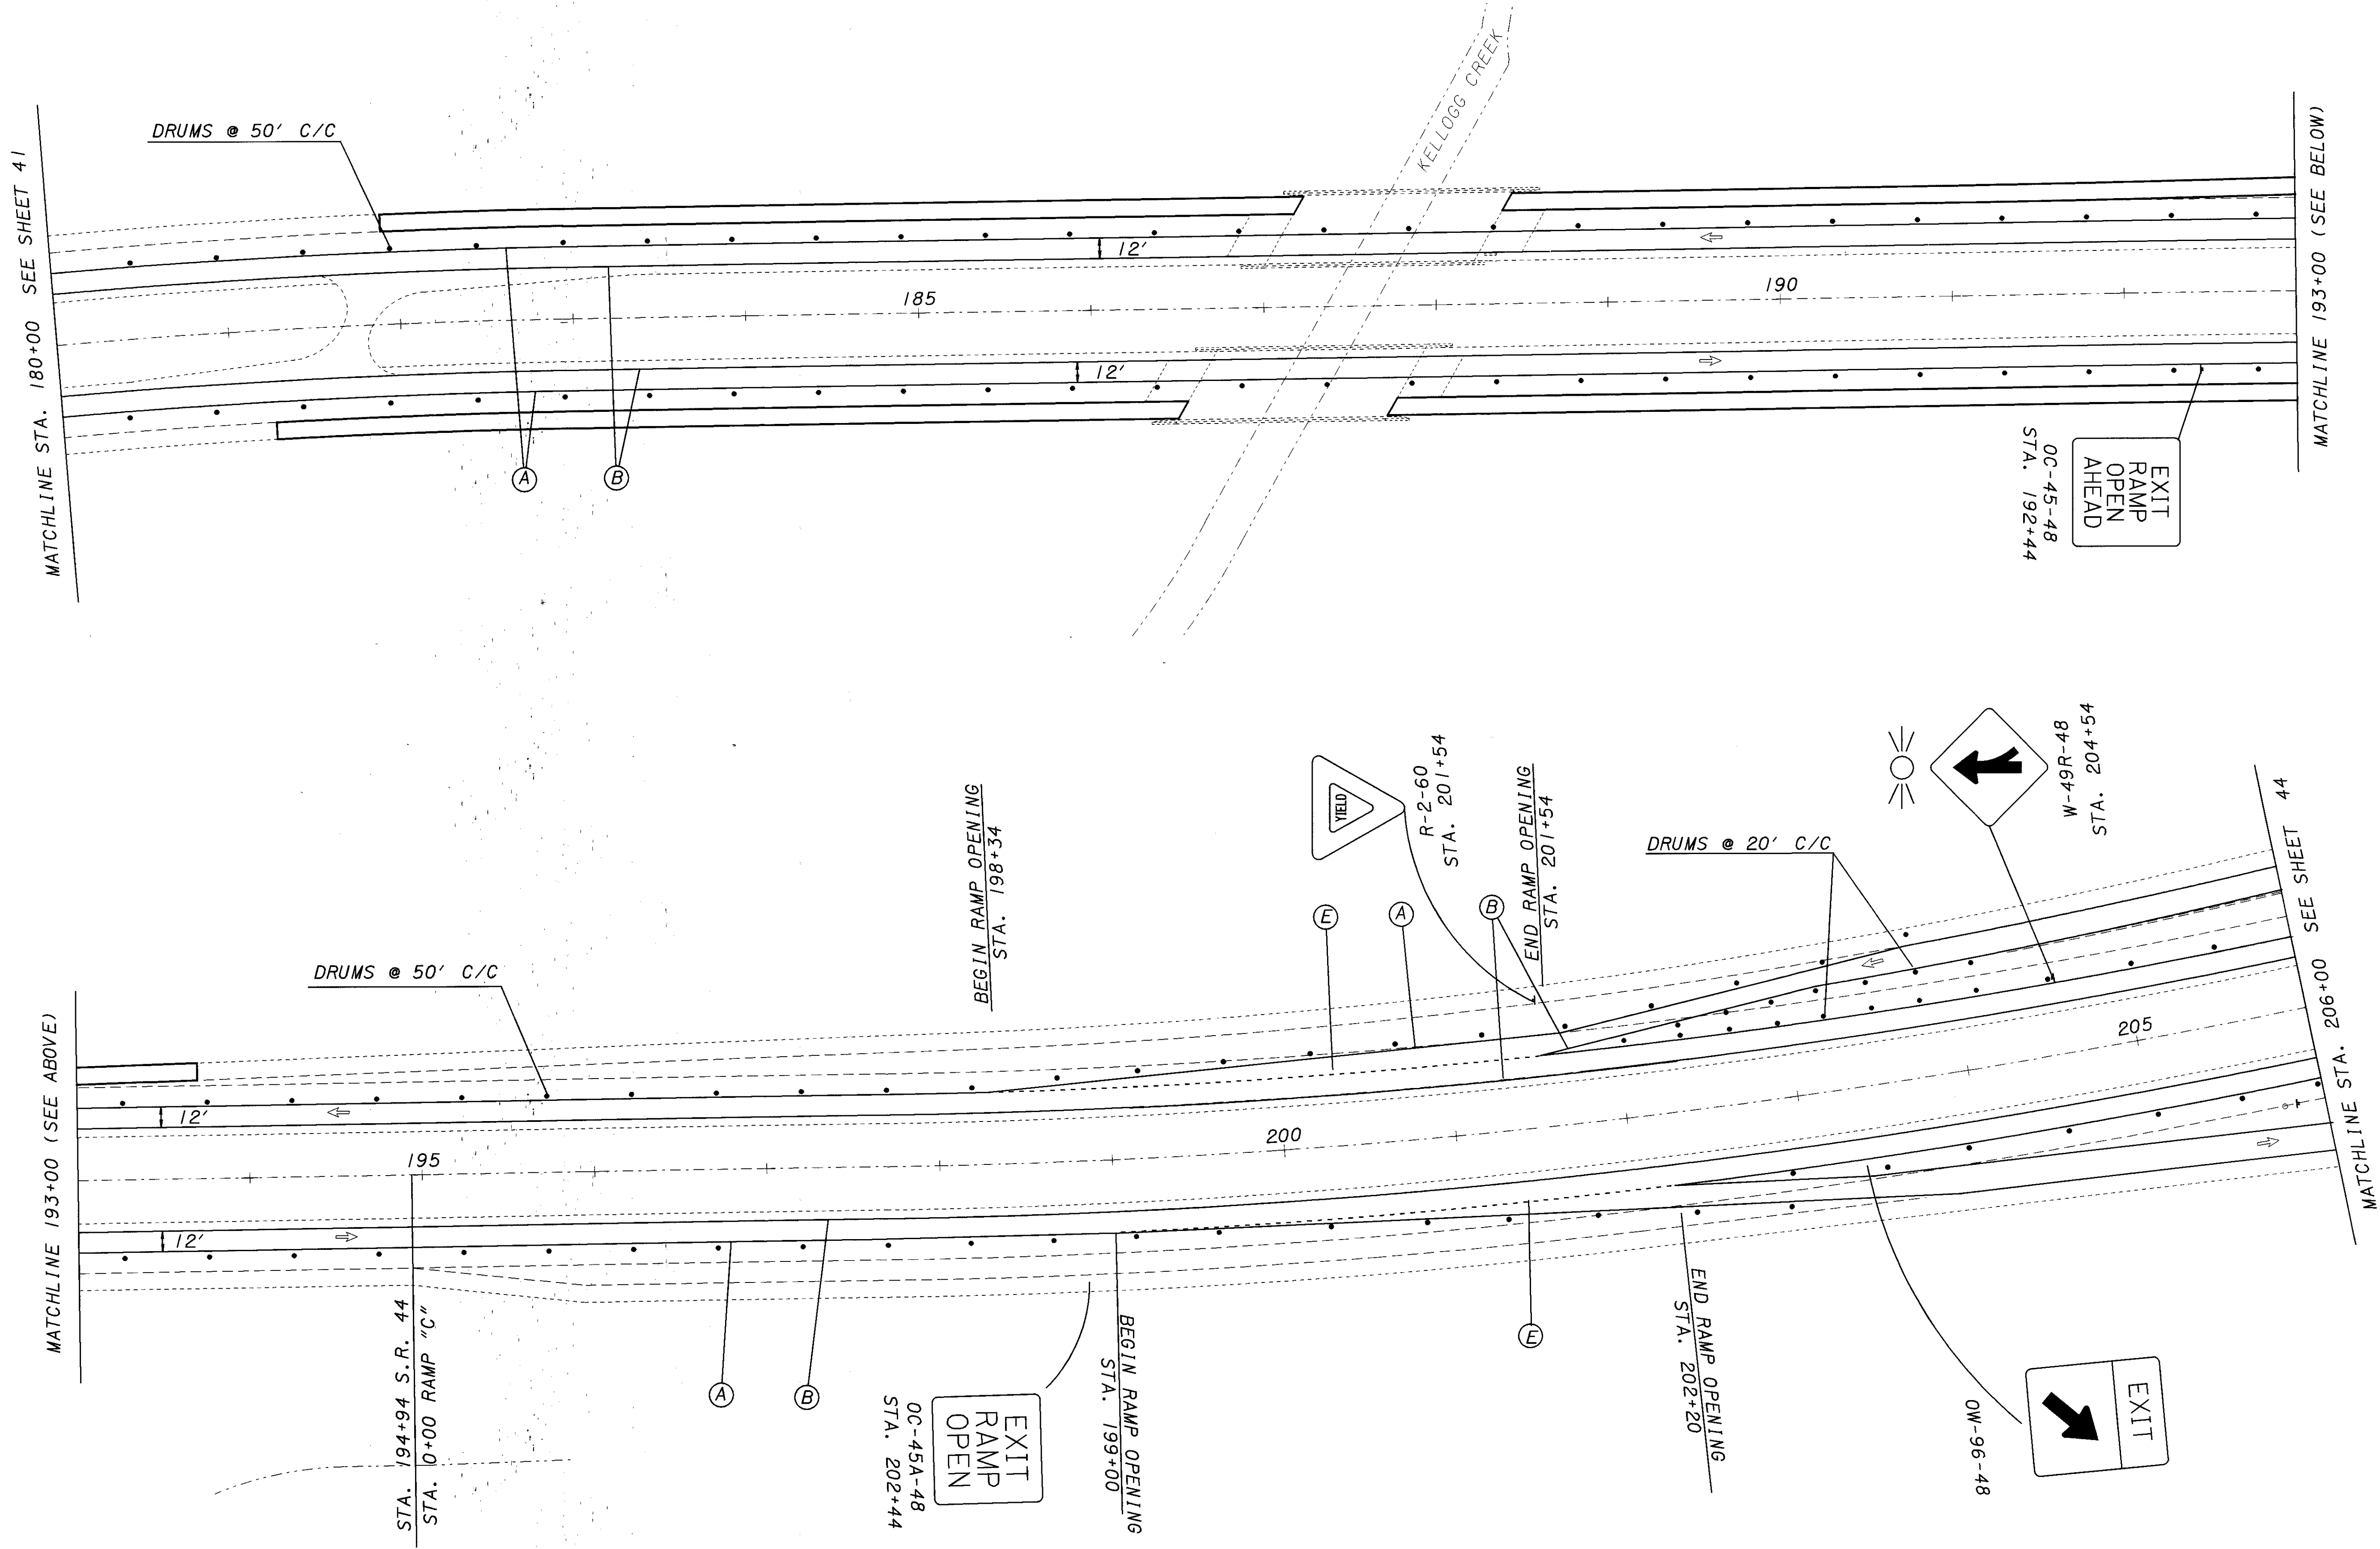 MATCHLINE STA. 180+00 SEE SHEET 41
DRUMS @ 50' C/C
KELLOGG CREEK
12'
185
190
12'
A
B
EXIT
RAMP
OPEN
AHEAD
OC-45-48
STA. 192+44
MATCHLINE 193+00 (SEE BELOW)
MATCHLINE 193+00 (SEE ABOVE)
DRUMS @ 50' C/C
BEGIN RAMP OPENING
STA. 198+34
YIELD
R-2-60
STA. 201+54
E
A
B
END RAMP OPENING
STA. 201+54
DRUMS @ 20' C/C
W-49R-48
STA. 204+54
12'
195
200
205
12'
STA. 194+94 S.R. 44
STA. 0+00 RAMP "C"
A
B
EXIT
RAMP
OPEN
OC-45A-48
STA. 202+44
BEGIN RAMP OPENING
STA. 199+00
E
END RAMP OPENING
STA. 202+20
EXIT
OW-96-48
MATCHLINE STA. 206+00 SEE SHEET 44